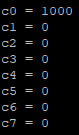 c0 = 1000
c1 = 0
c2 = 0
c3 = 0
c4 = 0
c5 = 0
c6 = 0
c7 = 0